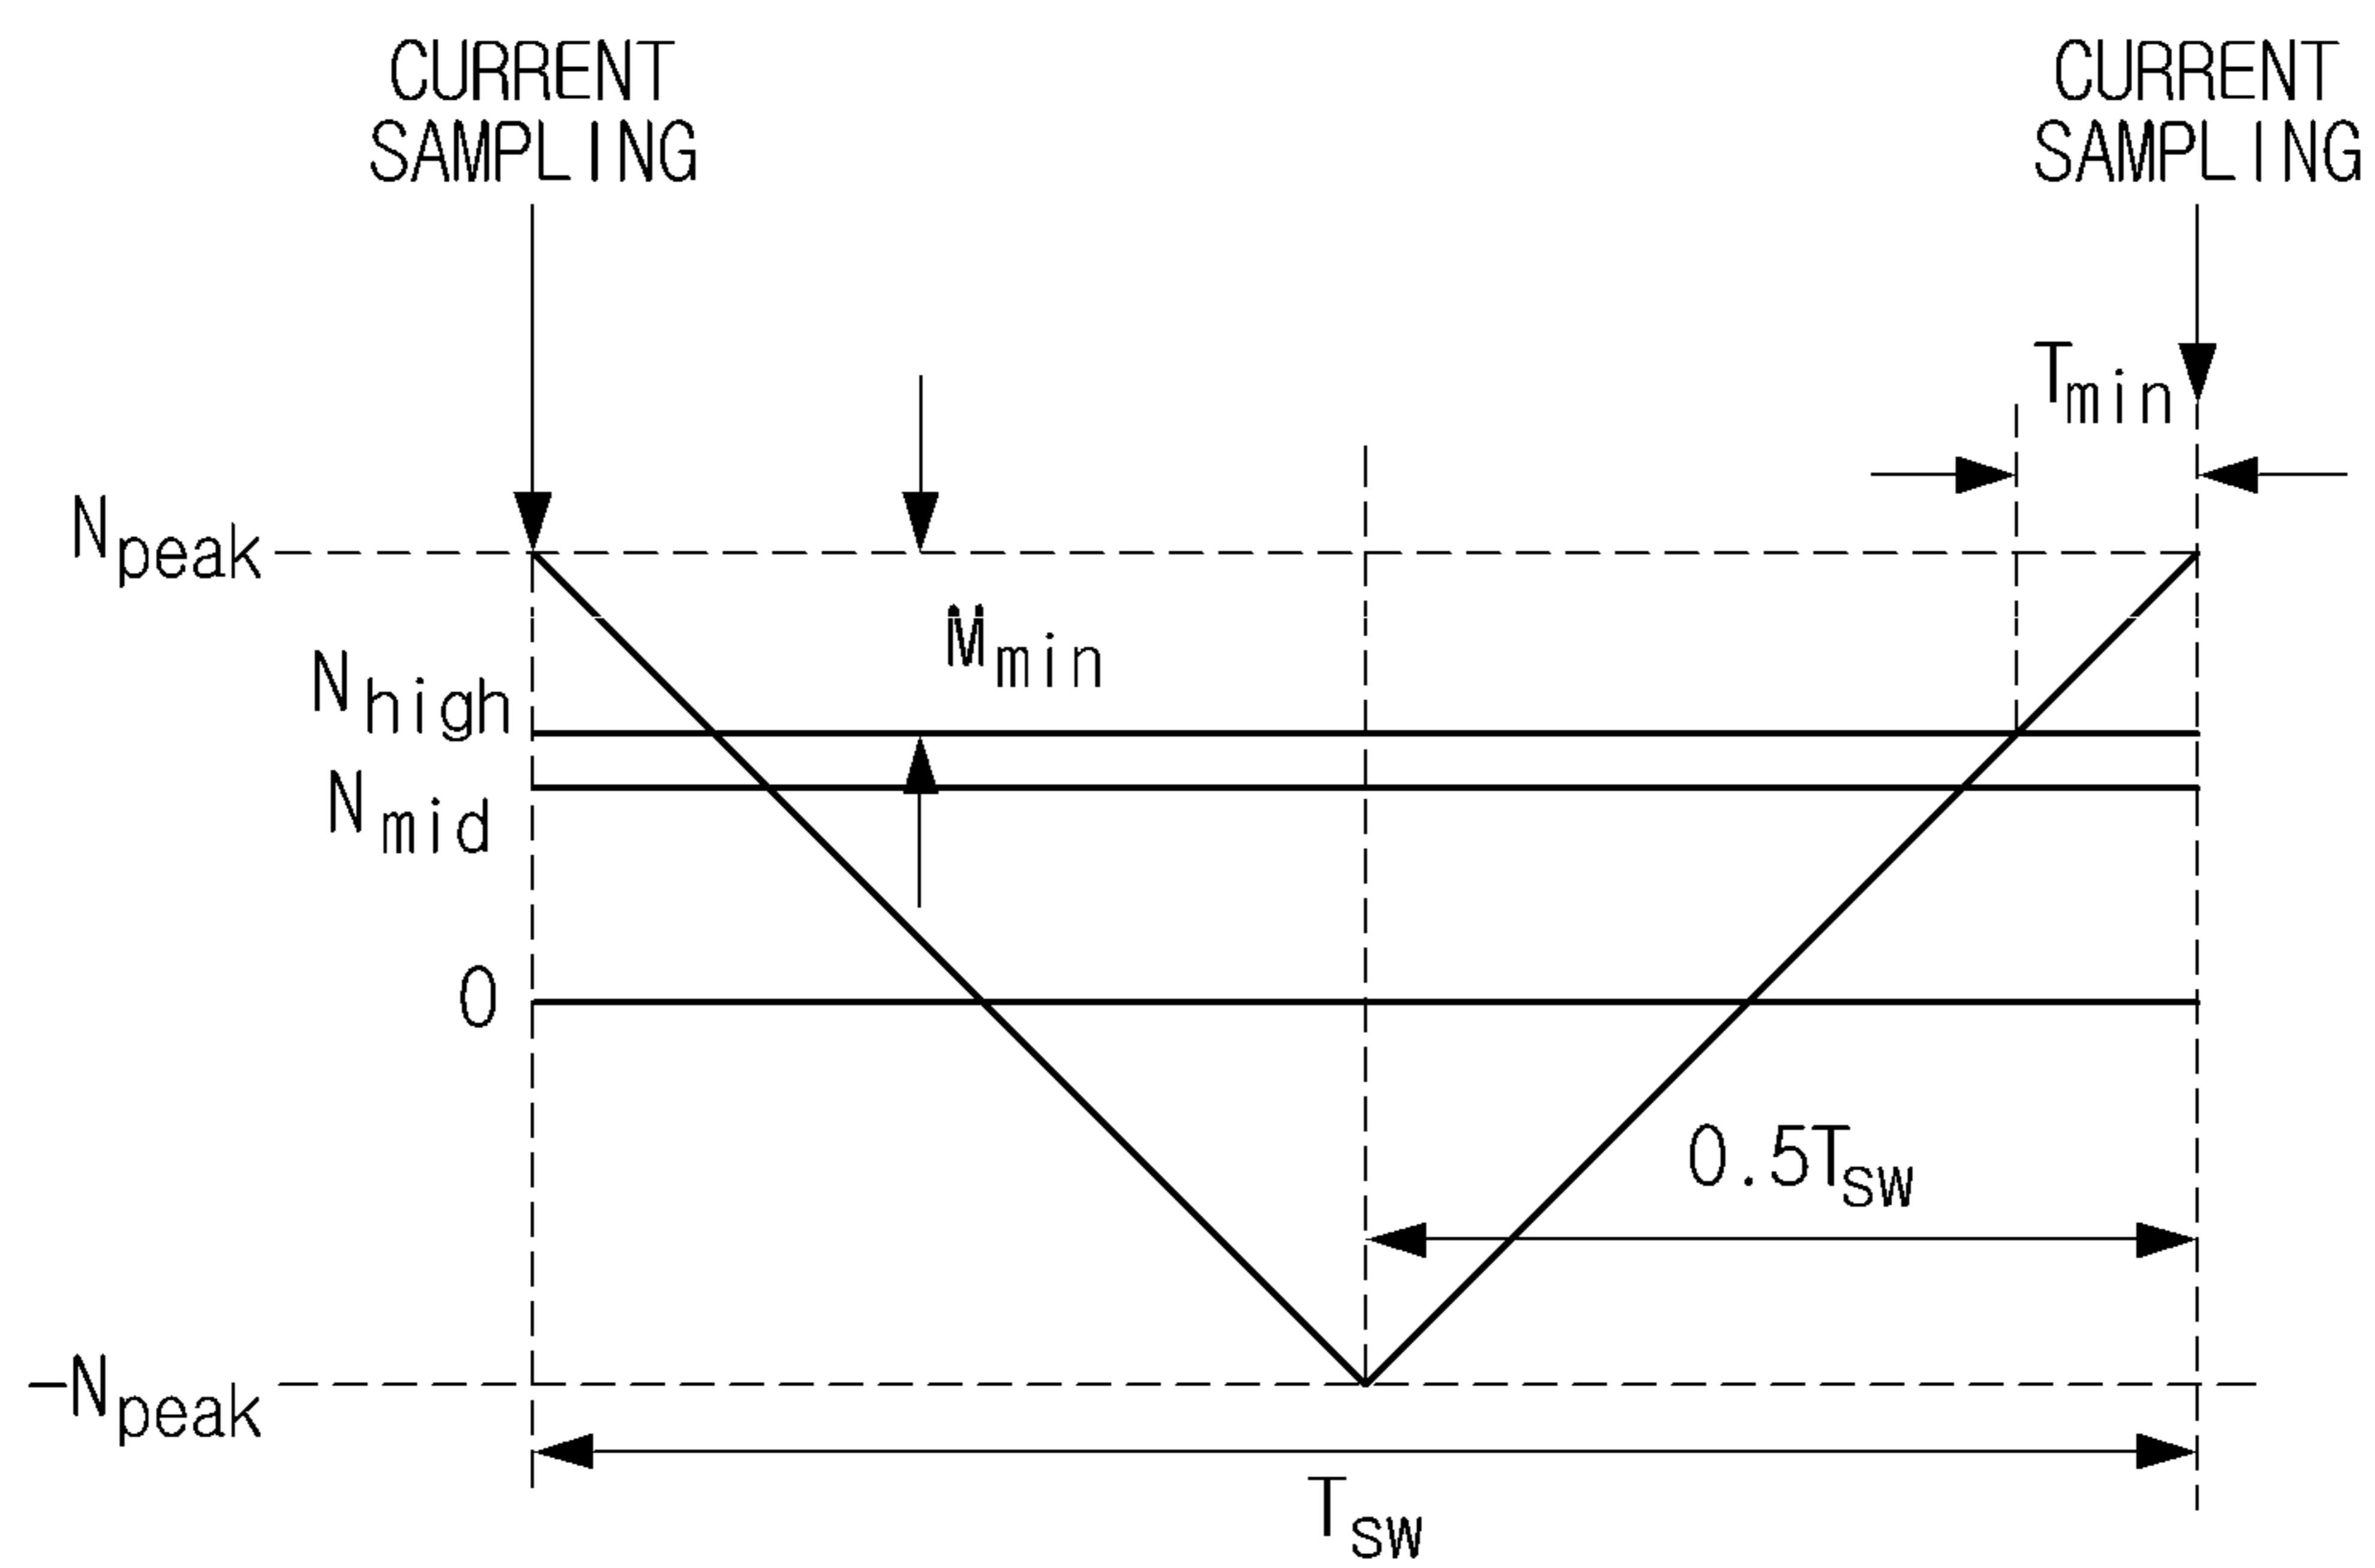 CURRENT
SAMPLING
CURRENT
SAMPLING
Tmin
Npeak
Mmin
Nhigh
Nmid
0
0.5Tsw
-Npeak
Tsw